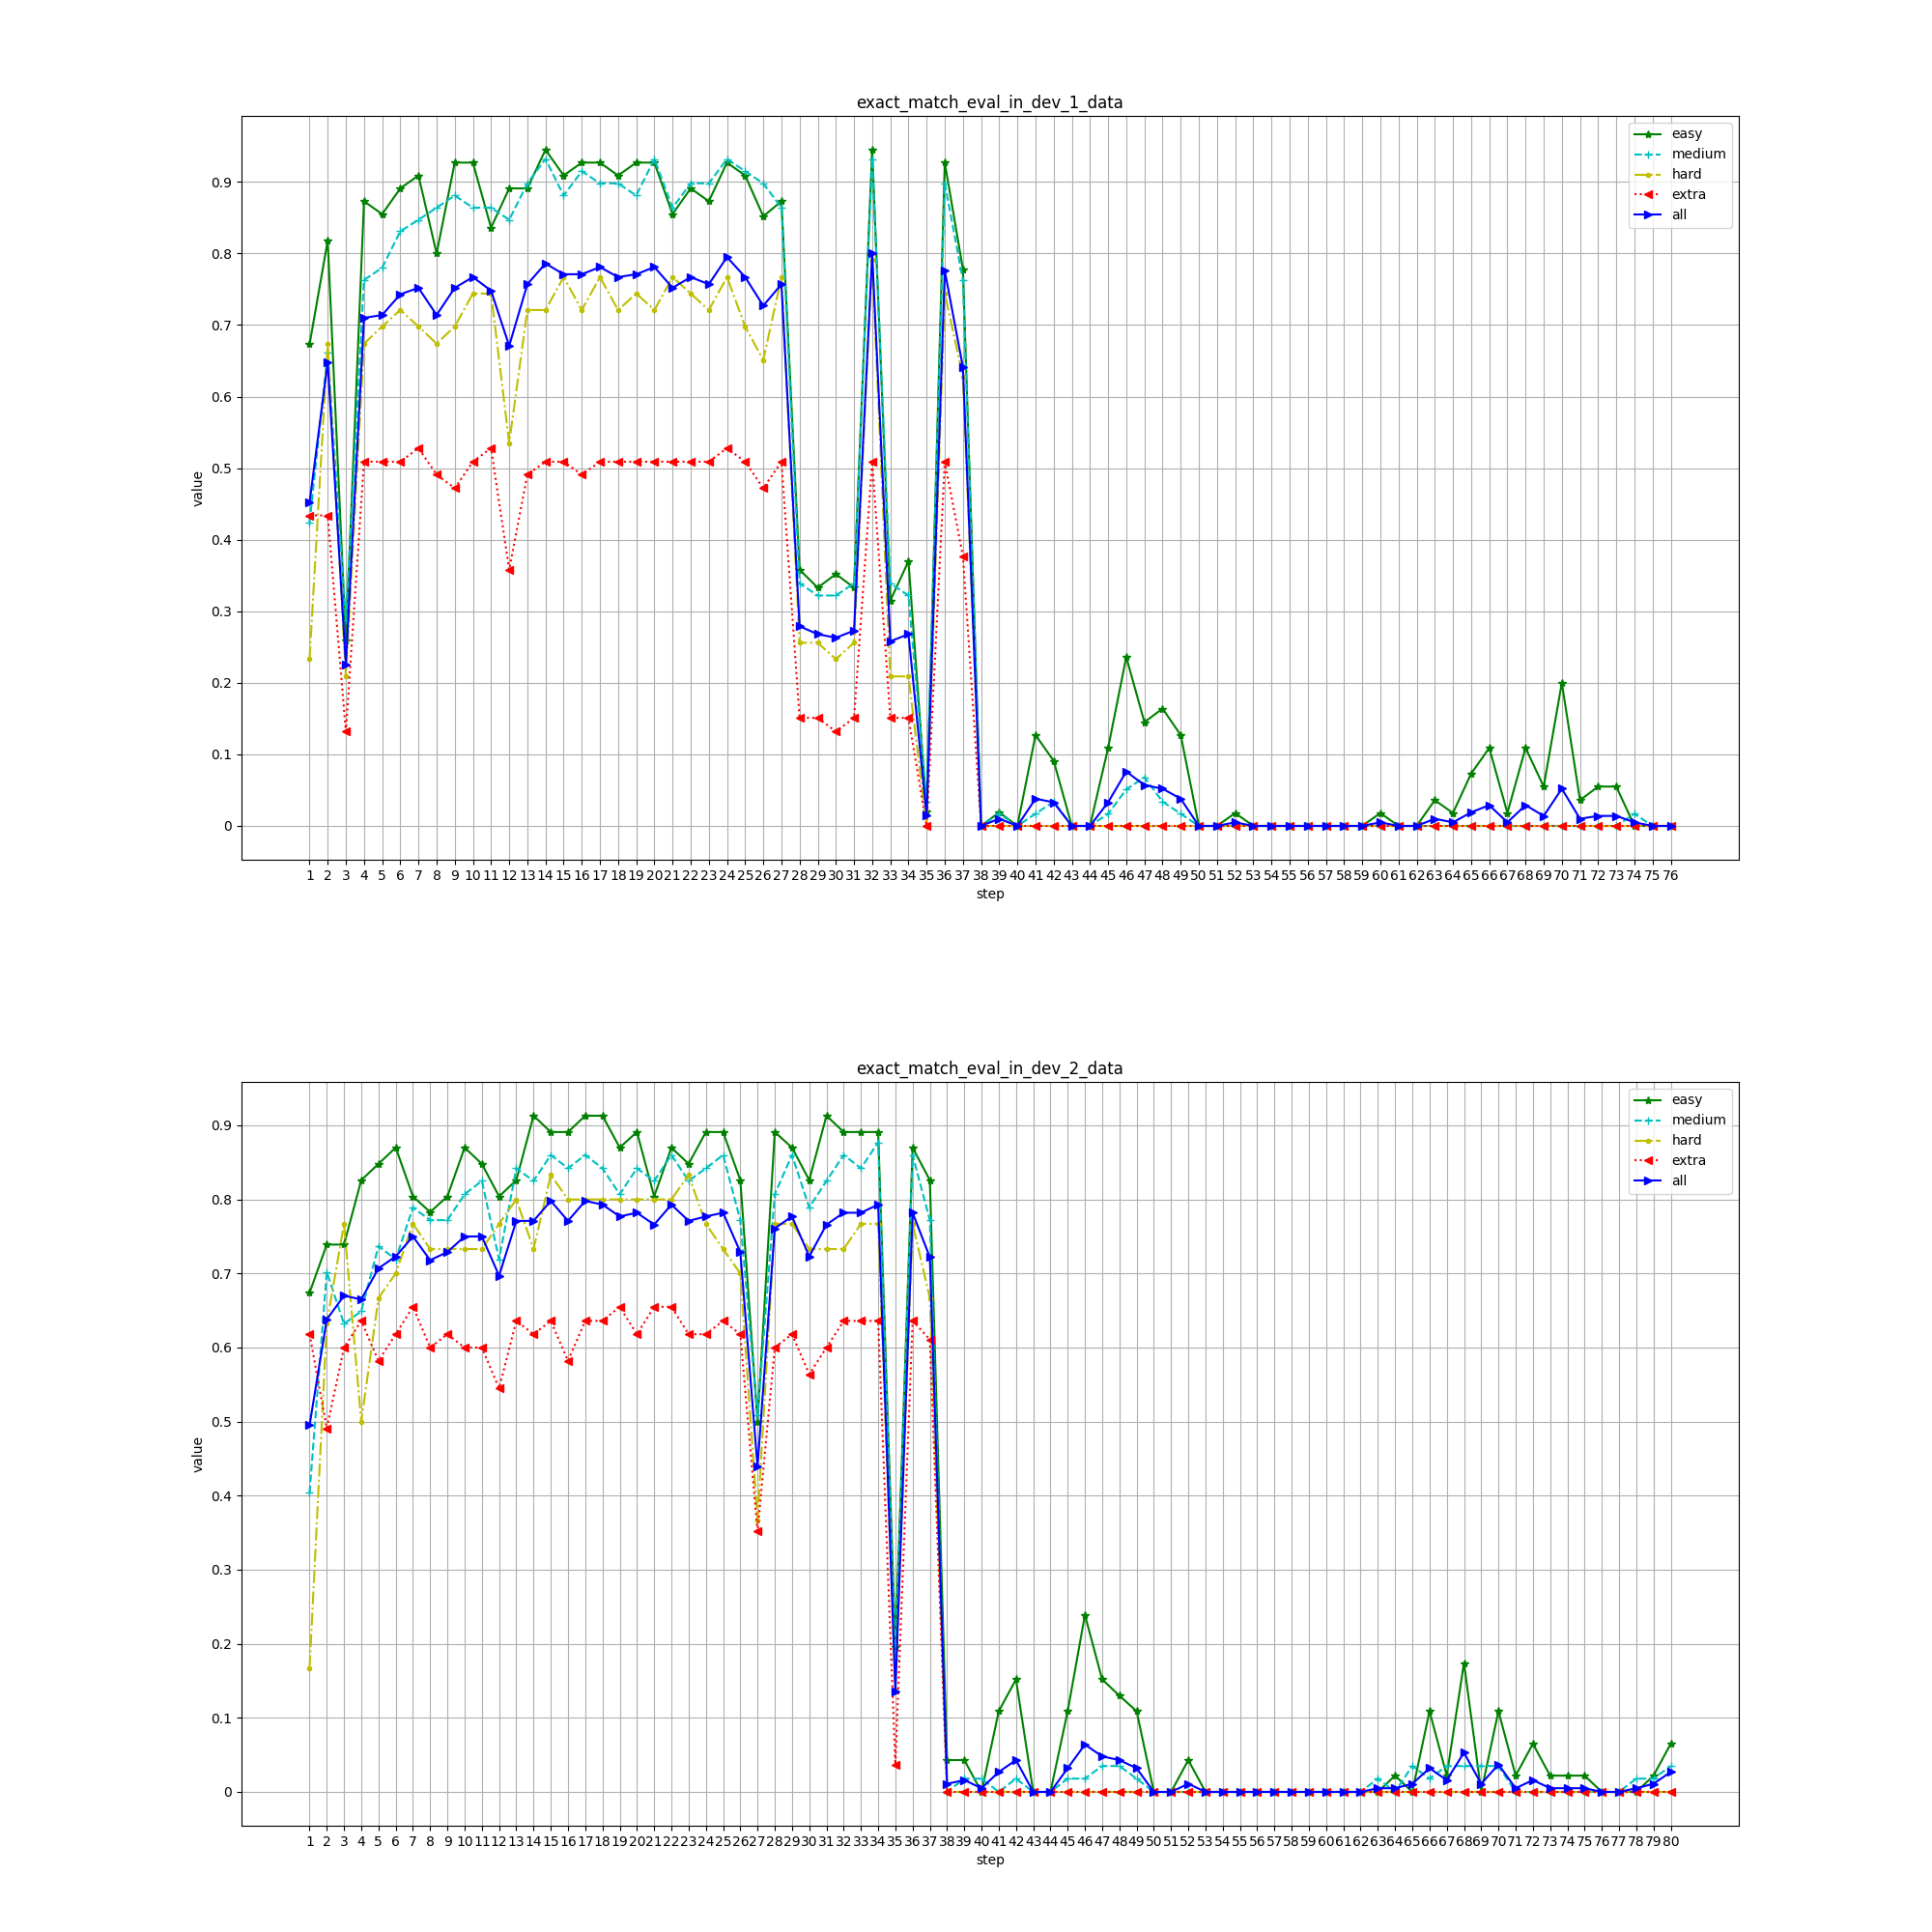 exact_match_eval_in_dev_1_data
easy
medium
hard
extra
all
value
0.9
0.8
0.7
0.6
0.5
0.4
0.3
0.2
0.1
0
1 2 3 4 5 6 7 8 9 10 11 12 13 14 15 16 17 18 19 20 21 22 23 24 25 26 27 28 29 30 31 32 33 34 35 36 37 38 39 40 41 42 43 44 45 46 47 48 49 50 51 52 53 54 55 56 57 58 59 60 61 62 63 64 65 66 67 68 69 70 71 72 73 74 75 76
step
exact_match_eval_in_dev_2_data
easy
medium
hard
extra
all
value
0.9
0.8
0.7
0.6
0.5
0.4
0.3
0.2
0.1
0
1 2 3 4 5 6 7 8 9 10 11 12 13 14 15 16 17 18 19 20 21 22 23 24 25 26 27 28 29 30 31 32 33 34 35 36 37 38 39 40 41 42 43 44 45 46 47 48 49 50 51 52 53 54 55 56 57 58 59 60 61 62 63 64 65 66 67 68 69 70 71 72 73 74 75 76 77 78 79 80
step